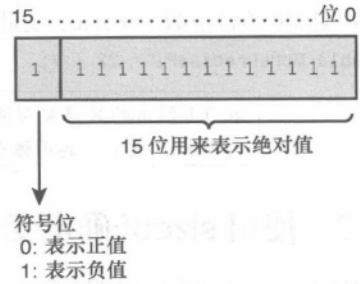 15......................位 0
1 1 1 1 1 1 1 1 1 1 1 1 1 1 1
15 位用来表示绝对值
符号位
0: 表示正值
1: 表示负值